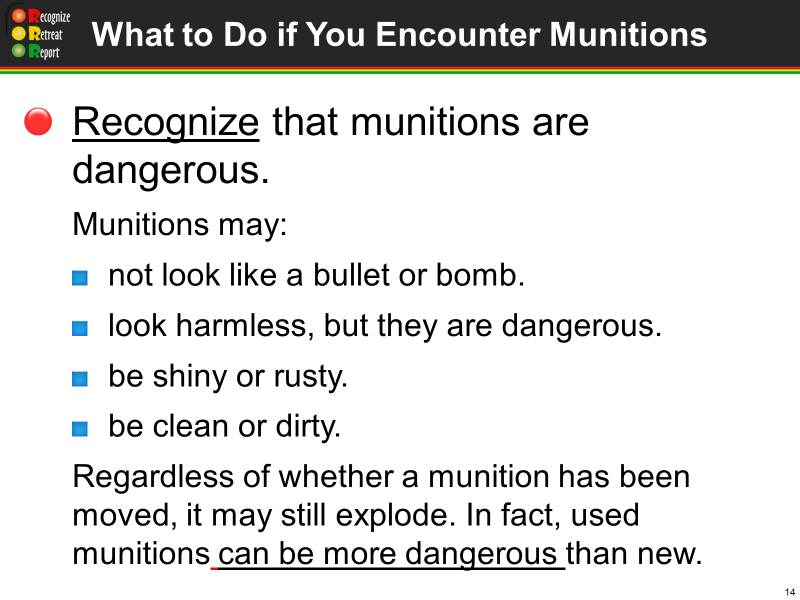 Recognize
Retreat
Report
What to Do if You Encounter Munitions
Recognize that munitions are
dangerous.
Munitions may:
not look like a bullet or bomb.
look harmless, but they are dangerous.
be shiny or rusty.
be clean or dirty.
Regardless of whether a munition has been
moved, it may still explode. In fact, used
munitions can be more dangerous than new.
14